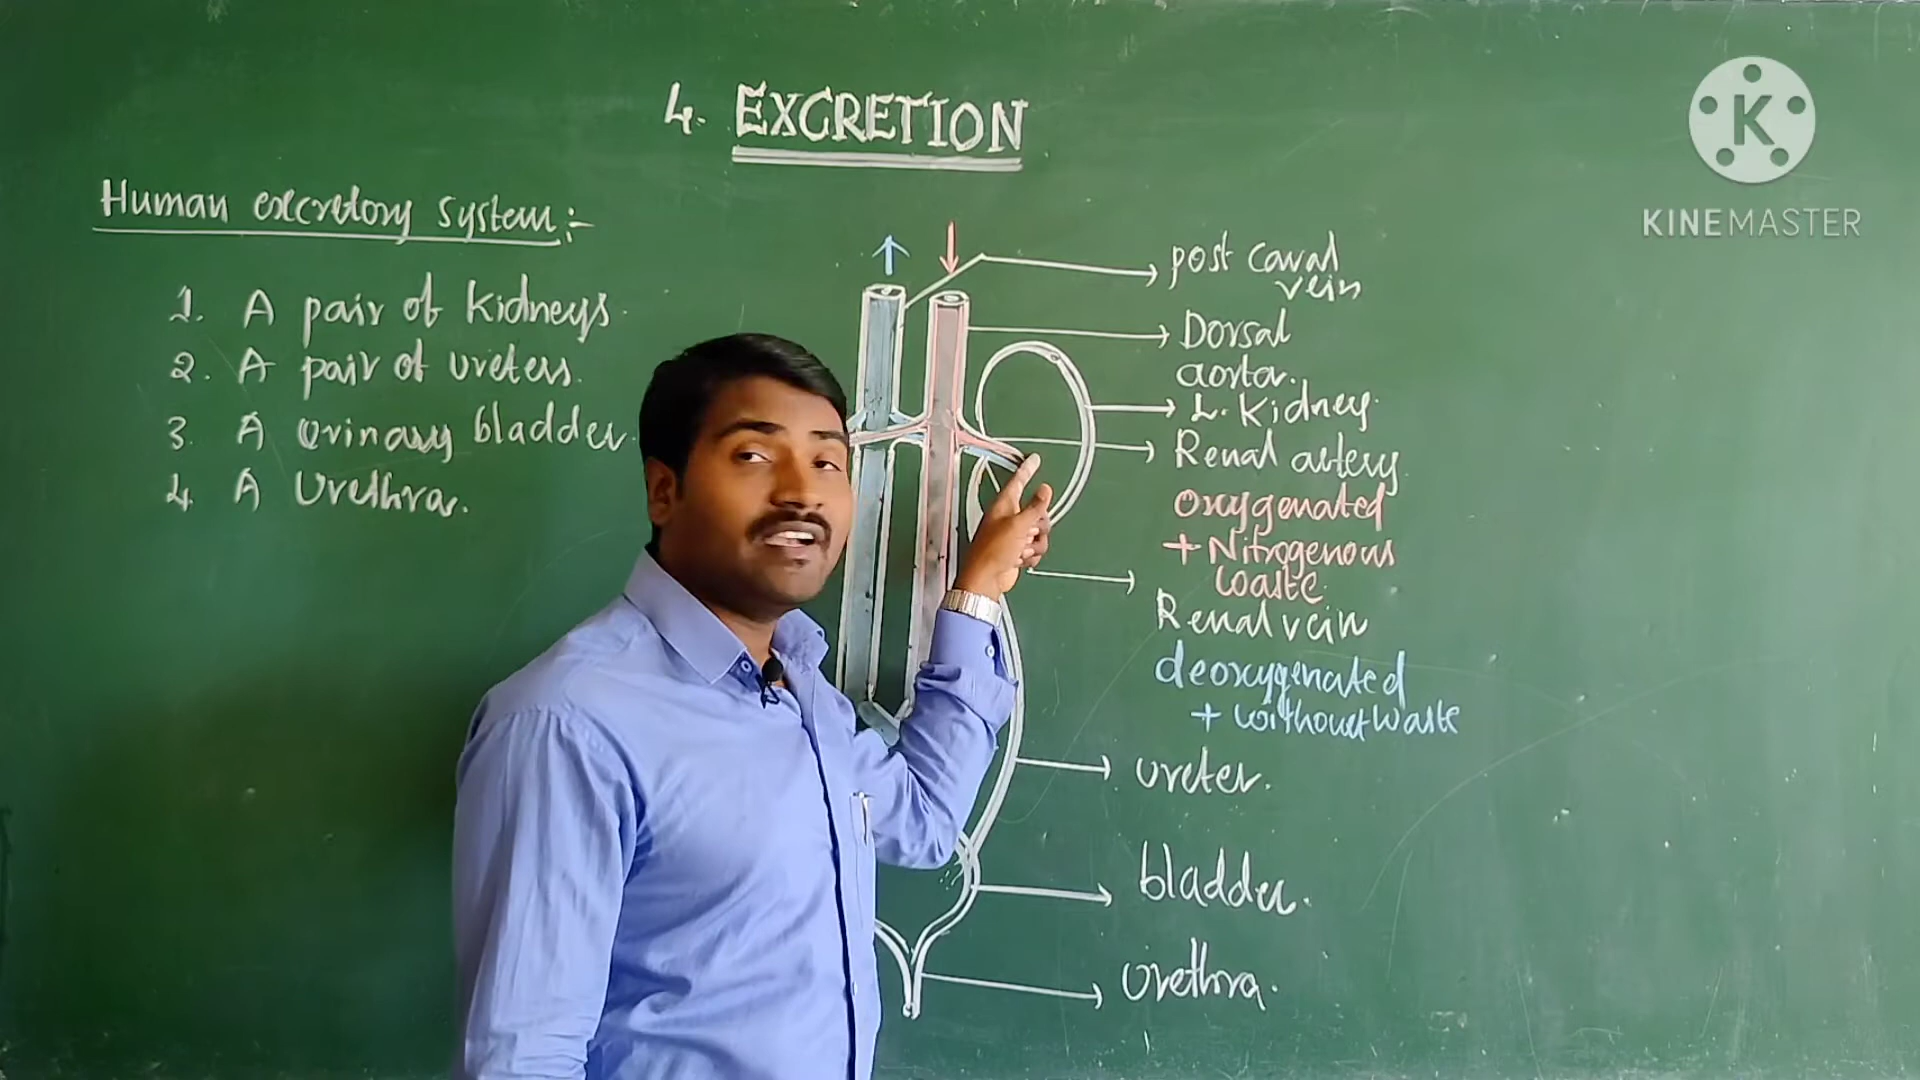 4. EXCRETION
Human excretory system:-
1. A pair of kidneys.
2. A pair of ureters.
3 A urinary bladder.
4 A Urethra.
post caval
vein
Dorsal
aorta.
L. Kidney.
Renal artery.
oxygenated
+ Nitrogenous
waste.
Renal vein
deoxygenated
+ without waste
ureter.
bladder.
urethra.
K
KINEMASTER